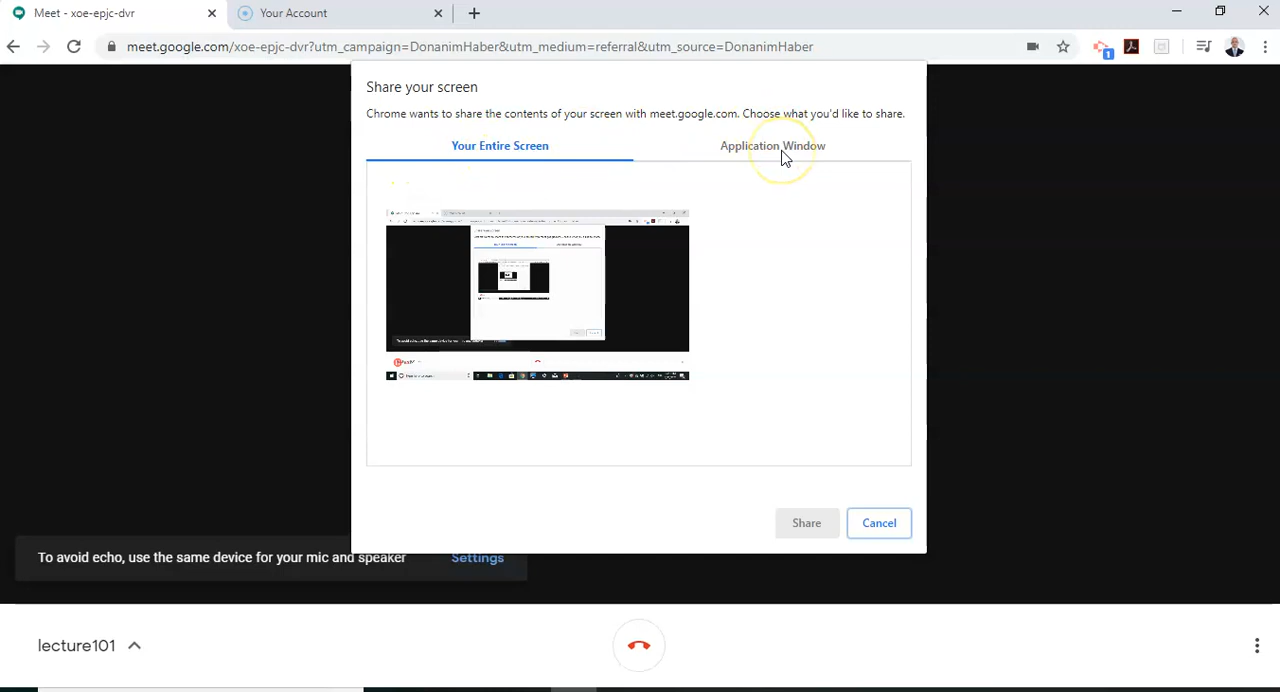 Meet - xoe-epjc-dvr
Your Account
meet.google.com/xoe-epjc-dvr?utm_campaign=DonanimHaber&utm_medium=referral&utm_source=DonanimHaber
1
Share your screen
Chrome wants to share the contents of your screen with meet.google.com. Choose what you'd like to share.
Your Entire Screen
Application Window
Share
Cancel
To avoid echo, use the same device for your mic and speaker
Settings
lecture101